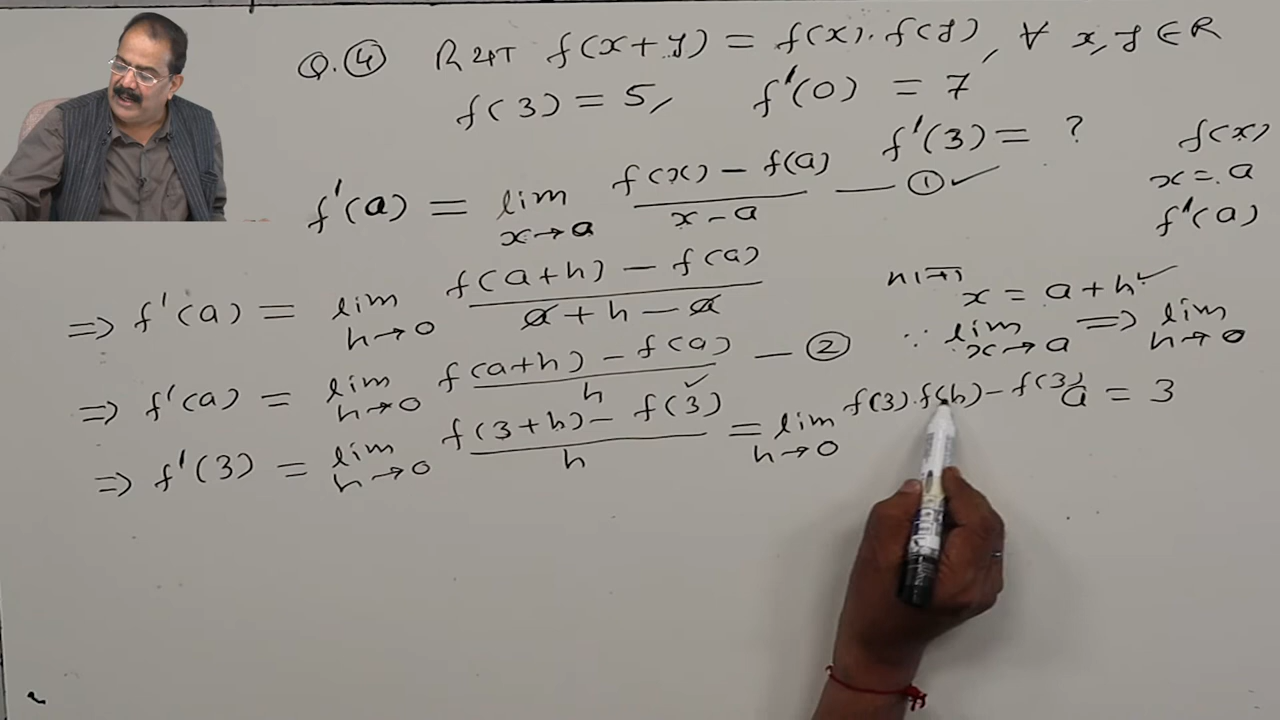 Q. ④ R f(x+y) = f(x). f(y), ∀ x, y ∈ R
f(3) = 5, f'(0) = 7
f'(3) = ?
f(x)
x = a
f'(a)
f'(a) = lim x→a (f(x) – f(a))/(x – a) — ① ✓
⇒ f'(a) = lim h→0 (f(a+h) – f(a))/(a + h – a)
x = a + h ✓
∵ lim x→a ⇒ lim h→0
⇒ f'(a) = lim h→0 (f(a+h) – f(a))/h — ②
a = 3
⇒ f'(3) = lim h→0 (f(3+h) – f(3))/h = lim h→0 f(3).f(h) – f(3)